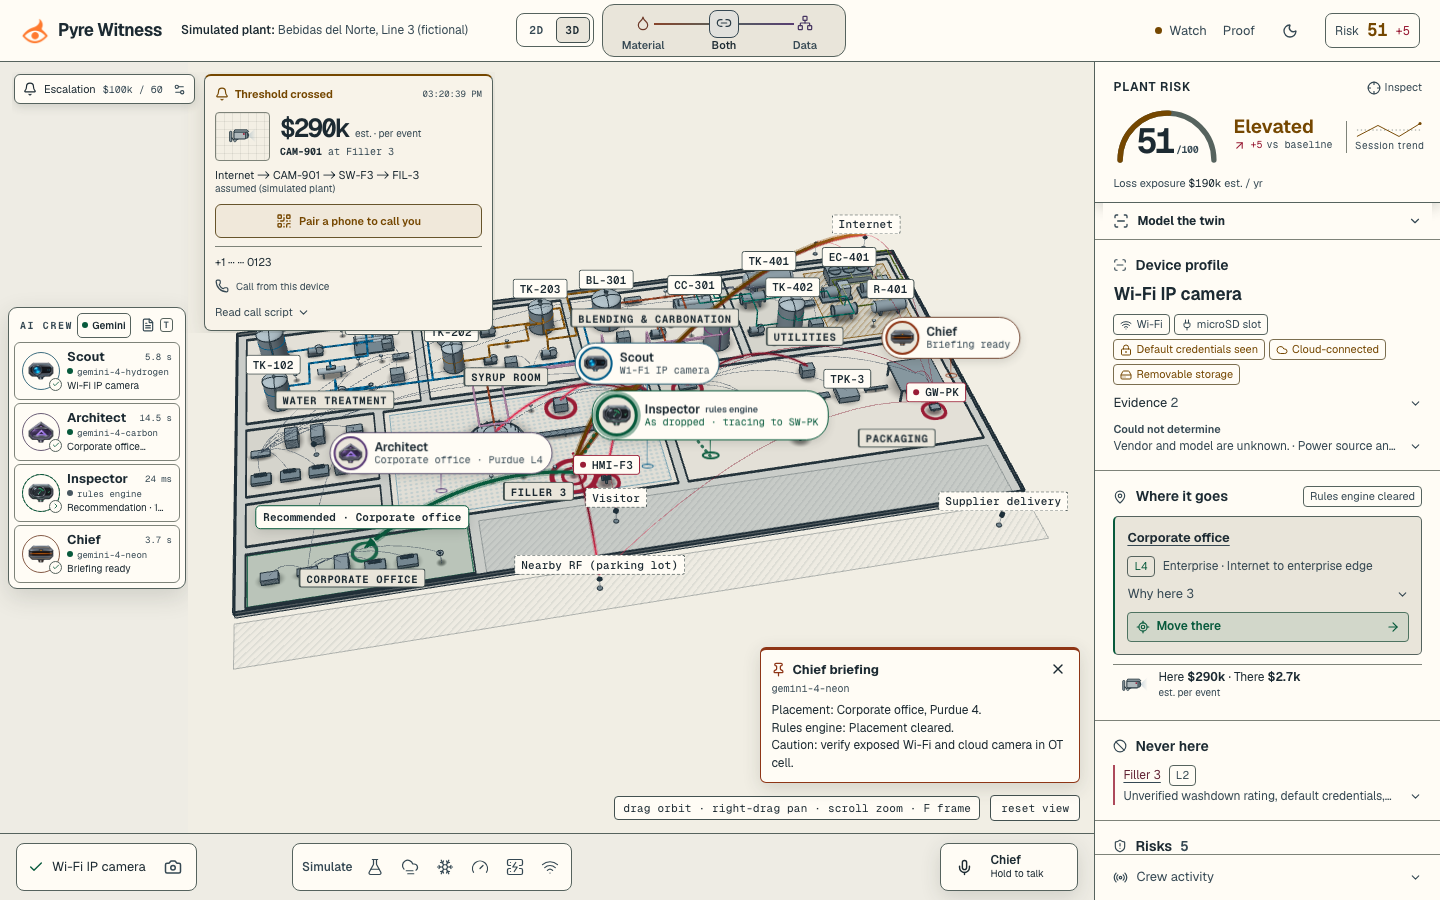 Pyre Witness
Simulated plant: Bebidas del Norte, Line 3 (fictional)
2D 3D
Material Both Data
Watch Proof
Risk 51 +5
Escalation $100k / 60
Threshold crossed 03:20:39 PM
$290k est. · per event
CAM-901 at Filler 3
Internet → CAM-901 → SW-F3 → FIL-3
assumed (simulated plant)
Pair a phone to call you
+1 ··· ··· 0123
Call from this device
Read call script
AI CREW Gemini T
Scout 5.8 s
gemini-4-hydrogen
Wi-Fi IP camera
Architect 14.5 s
gemini-4-carbon
Corporate office…
Inspector 24 ms
rules engine
Recommendation · 1…
Chief 3.7 s
gemini-4-neon
Briefing ready
Internet
TK-401
EC-401
TK-203
BL-301
CC-301
TK-402
R-401
BLENDING & CARBONATION
UTILITIES
TK-202
TK-102
SYRUP ROOM
WATER TREATMENT
Scout
Wi-Fi IP camera
Chief
Briefing ready
TPK-3
GW-PK
Inspector rules engine
As dropped · tracing to SW-PK
PACKAGING
Architect
Corporate office · Purdue L4
HMI-F3
FILLER 3
Visitor
Supplier delivery
Recommended · Corporate office
Nearby RF (parking lot)
CORPORATE OFFICE
Chief briefing
gemini-4-neon
Placement: Corporate office, Purdue 4.
Rules engine: Placement cleared.
Caution: verify exposed Wi-Fi and cloud camera in OT
cell.
drag orbit · right-drag pan · scroll zoom · F frame
reset view
Wi-Fi IP camera
Simulate
Chief
Hold to talk
PLANT RISK
Inspect
51/100
Elevated
+5 vs baseline
Session trend
Loss exposure $190k est. / yr
Model the twin
Device profile
Wi-Fi IP camera
Wi-Fi microSD slot
Default credentials seen Cloud-connected
Removable storage
Evidence 2
Could not determine
Vendor and model are unknown. · Power source an…
Where it goes Rules engine cleared
Corporate office
L4 Enterprise · Internet to enterprise edge
Why here 3
Move there
Here $290k · There $2.7k
est. per event
Never here
Filler 3 L2
Unverified washdown rating, default credentials,…
Risks 5
Crew activity